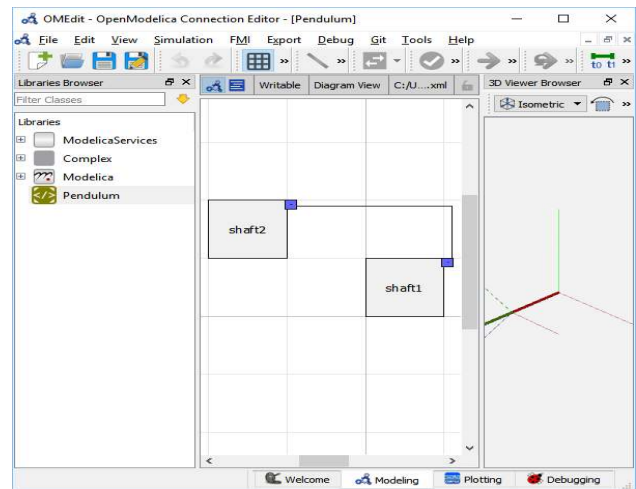 OMEdit - OpenModelica Connection Editor - [Pendulum]
File Edit View Simulation FMI Export Debug Git Tools Help
» » » » to t1 »
Libraries Browser
Filter Classes
Libraries
ModelicaServices
Complex
Modelica
</> Pendulum
Writable Diagram View C:/U....xml
shaft2
shaft1
3D Viewer Browser
Isometric »
Welcome Modeling Plotting Debugging